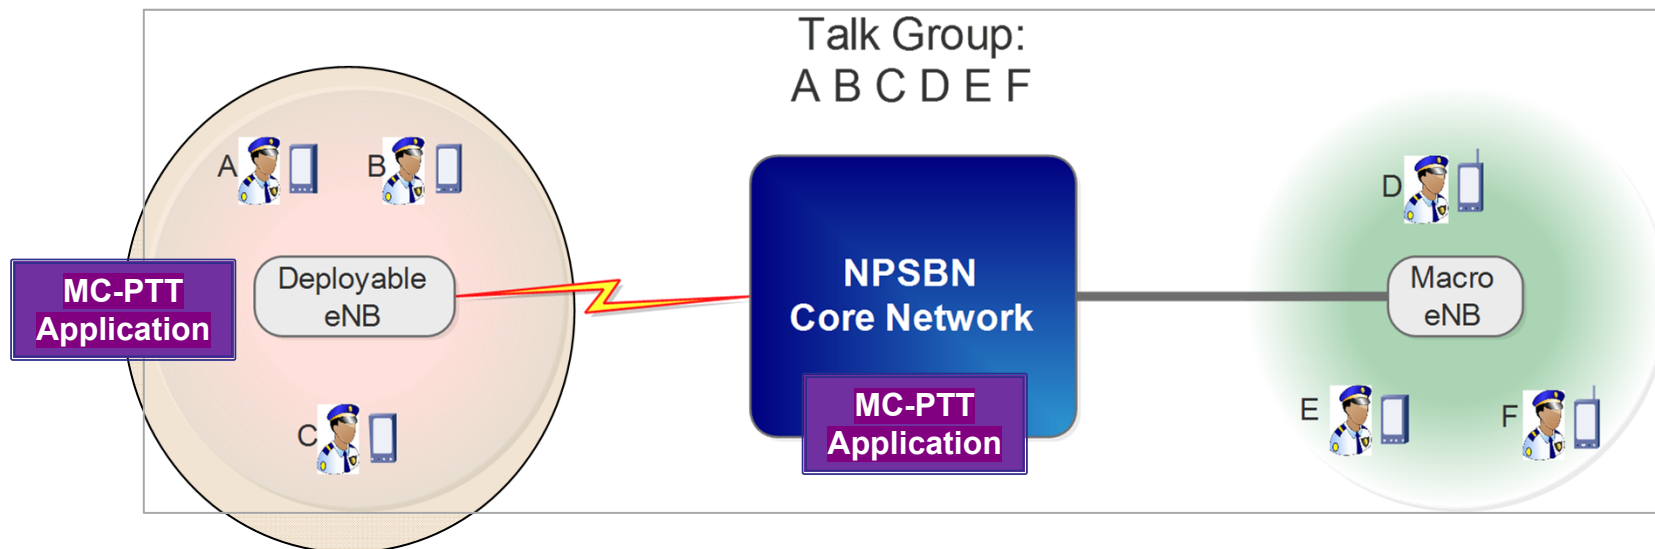 Talk Group:
A B C D E F
A
B
MC-PTT
Application
Deployable
eNB
C
NPSBN
Core Network
MC-PTT
Application
D
Macro
eNB
E
F